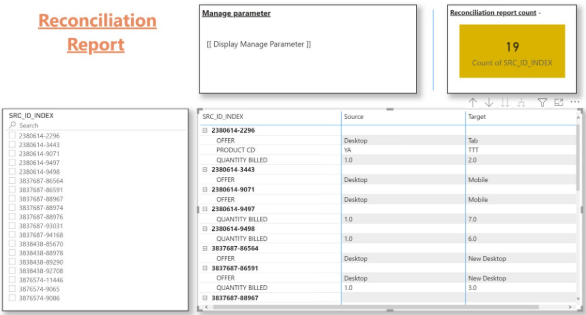 Reconciliation
Report
Manage parameter
[[ Display Manage Parameter ]]
Reconciliation report count -
19
Count of SRC_ID_INDEX
SRC_ID_INDEX
Search
2380614-2296
2380614-3443
2380614-9071
2380614-9497
2380614-9498
3837687-86564
3837687-86591
3837687-88967
3837687-88974
3837687-88976
3837687-93031
3837687-94168
3838438-85670
3838438-88978
3838438-89290
3838438-92708
3876574-11446
3876574-9065
3876574-9086
SRC_ID_INDEX Source Target
2380614-2296
OFFER Desktop Tab
PRODUCT CD YA TTT
QUANTITY BILLED 1.0 2.0
2380614-3443
OFFER Desktop Mobile
2380614-9071
OFFER Desktop Mobile
2380614-9497
QUANTITY BILLED 1.0 7.0
2380614-9498
QUANTITY BILLED 1.0 6.0
3837687-86564
OFFER Desktop New Desktop
3837687-86591
OFFER Desktop New Desktop
QUANTITY BILLED 1.0 3.0
3837687-88967